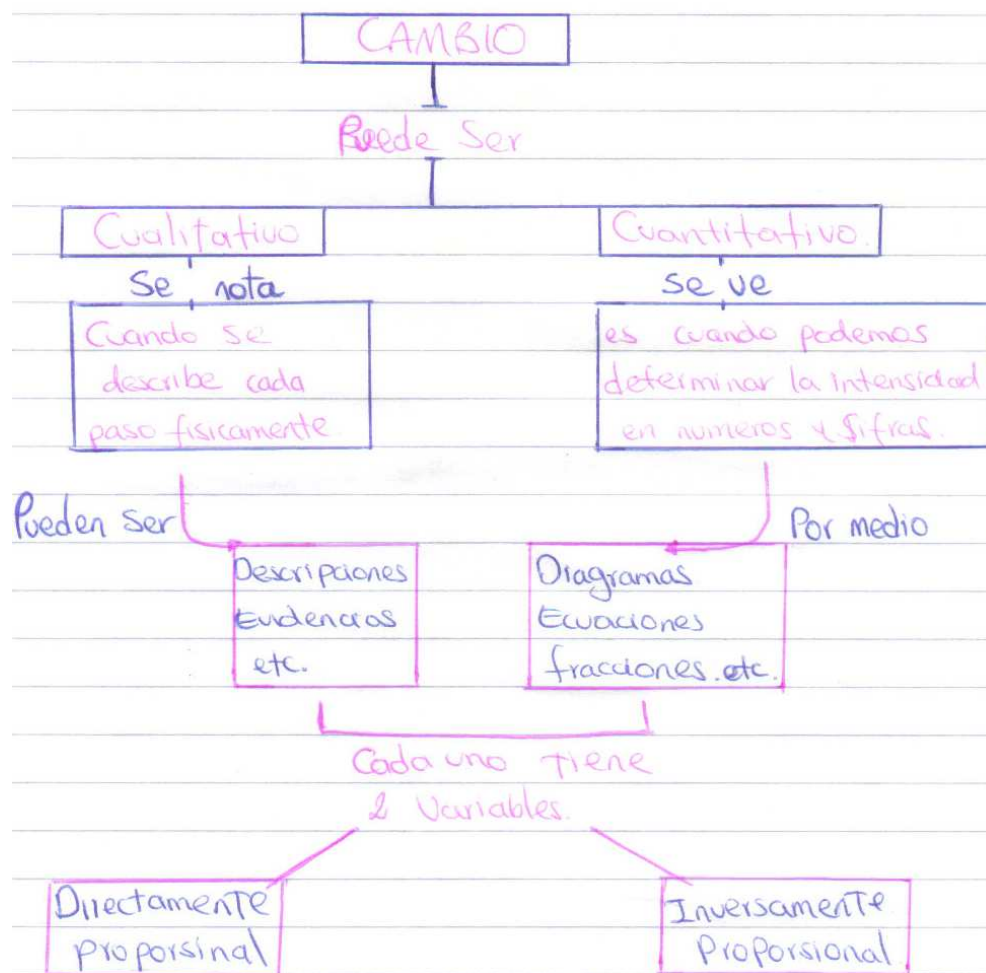 CAMBIO
Puede Ser
Cualitativo
Cuantitativo.
Se nota
se ve
Cuando se
describe cada
paso fisicamente.
es cuando podemos
determinar la intensidad
en numeros y sifras.
Pueden Ser
Por medio
Descripciones
Evidencias
etc.
Diagramas
Ecuaciones
fracciones. etc.
Cada uno Tiene
2 Variables.
Directamente
proporsinal
Inversamente
Proporsional